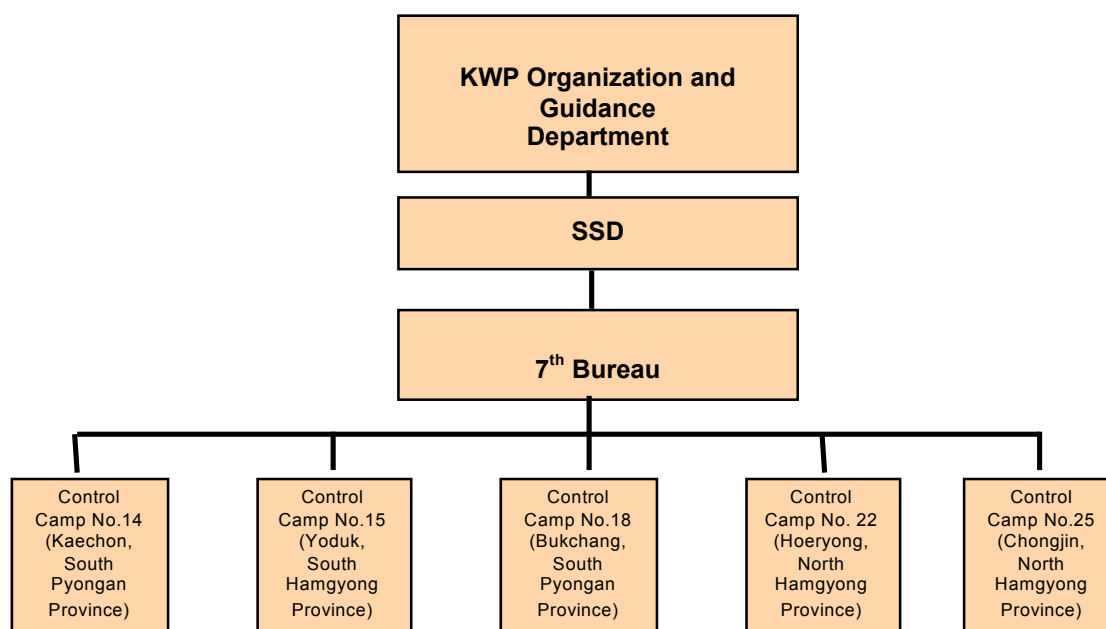 KWP Organization and
Guidance
Department
SSD
7th Bureau
Control
Camp No.14
(Kaechon,
South
Pyongan
Province)
Control
Camp No.15
(Yoduk,
South
Hamgyong
Province)
Control
Camp No.18
(Bukchang,
South
Pyongan
Province)
Control
Camp No. 22
(Hoeryong,
North
Hamgyong
Province)
Control
Camp No.25
(Chongjin,
North
Hamgyong
Province)